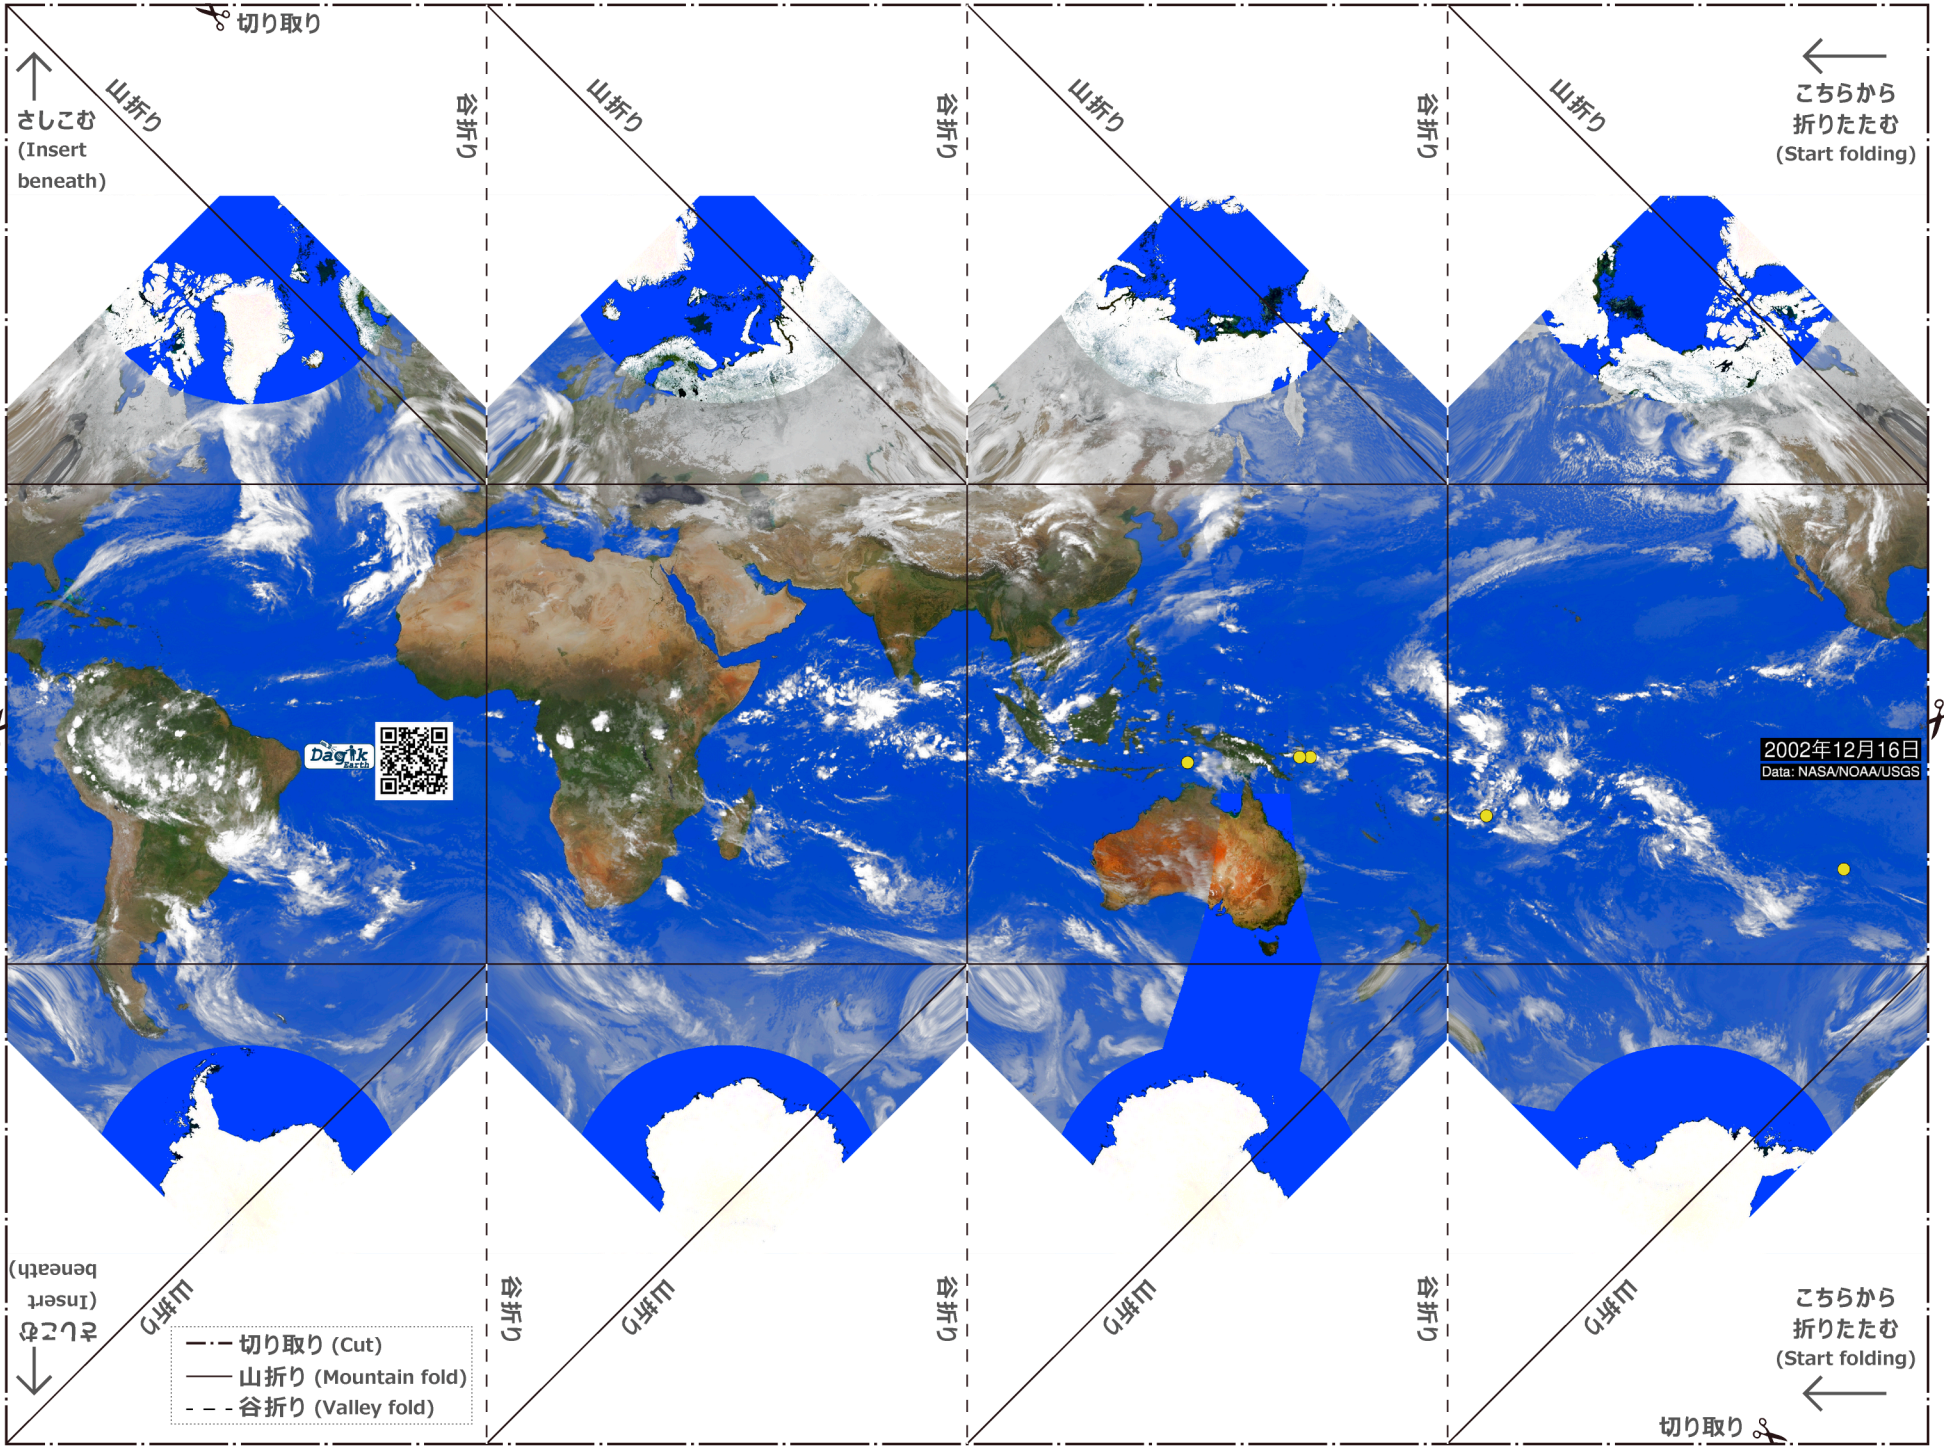 切り取り
山折り
谷折り
山折り
谷折り
山折り
谷折り
山折り
さしこむ
(Insert
beneath)
こちらから
折りたたむ
(Start folding)
Dagik
Earth
2002年12月16日
Data: NASA/NOAA/USGS
さしこむ
(Insert
beneath)
山折り
谷折り
山折り
谷折り
山折り
谷折り
山折り
こちらから
折りたたむ
(Start folding)
切り取り (Cut)
山折り (Mountain fold)
谷折り (Valley fold)
切り取り